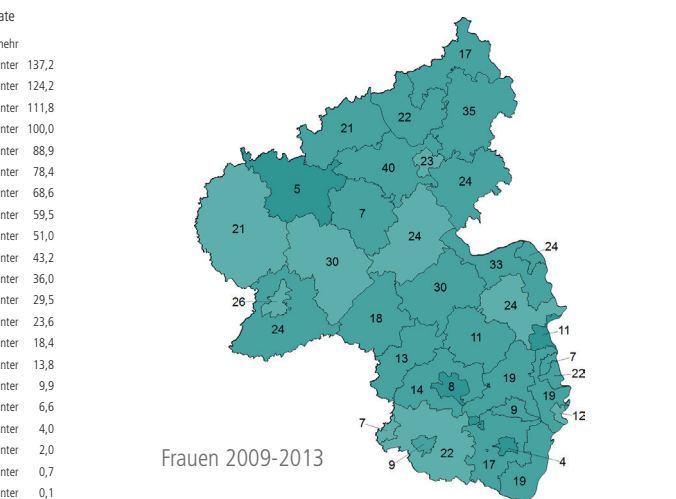 ate
mehr
nter 137,2
nter 124,2
nter 111,8
nter 100,0
nter 88,9
nter 78,4
nter 68,6
nter 59,5
nter 51,0
nter 43,2
nter 36,0
nter 29,5
nter 23,6
nter 18,4
nter 13,8
nter 9,9
nter 6,6
nter 4,0
nter 2,0
nter 0,7
nter 0,1
17
35
22
21
23
40
24
5
7
21
24
24
30
33
30
24
26
24
18
11
11
13
7
22
19
14
8
19
9
12
7
22
9
17
4
19
Frauen 2009-2013